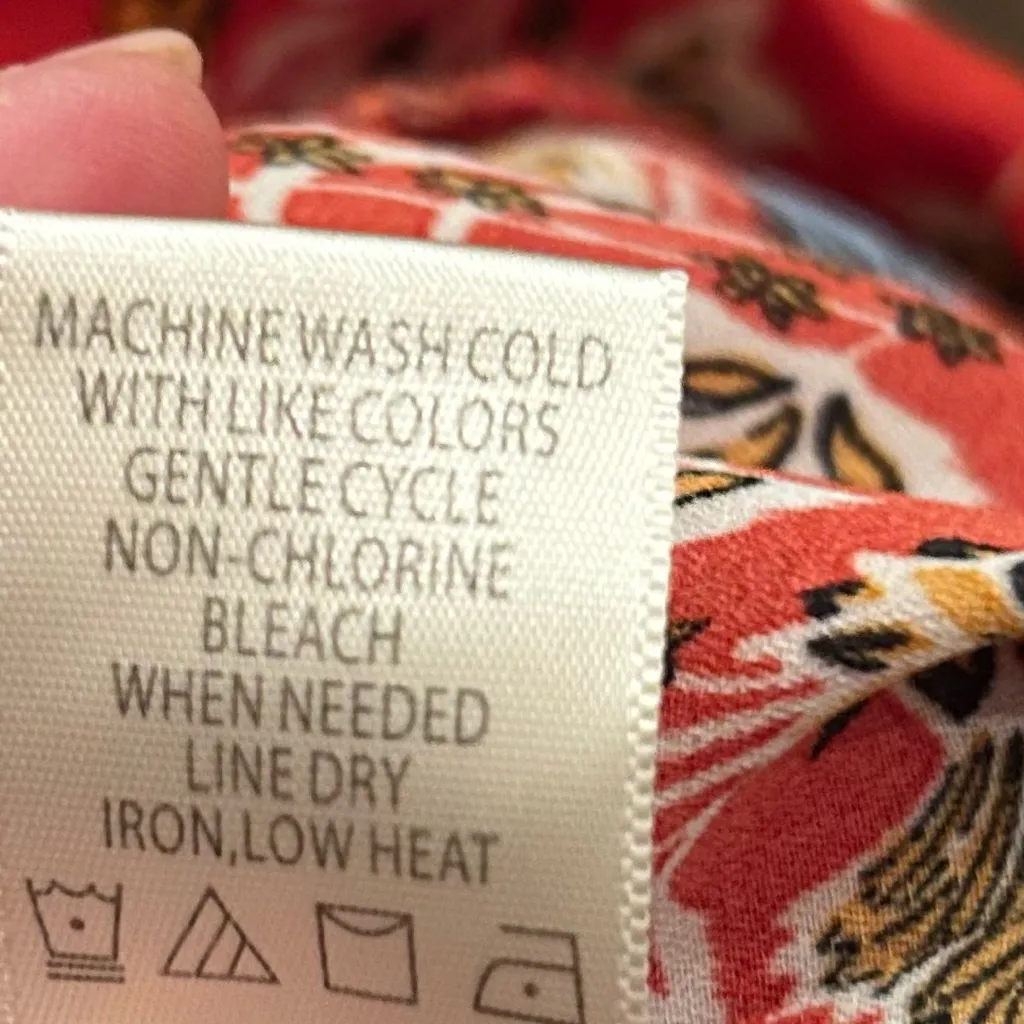 MACHINE WASH COLD
WITH LIKE COLORS
GENTLE CYCLE
NON-CHLORINE
BLEACH
WHEN NEEDED
LINE DRY
IRON,LOW HEAT